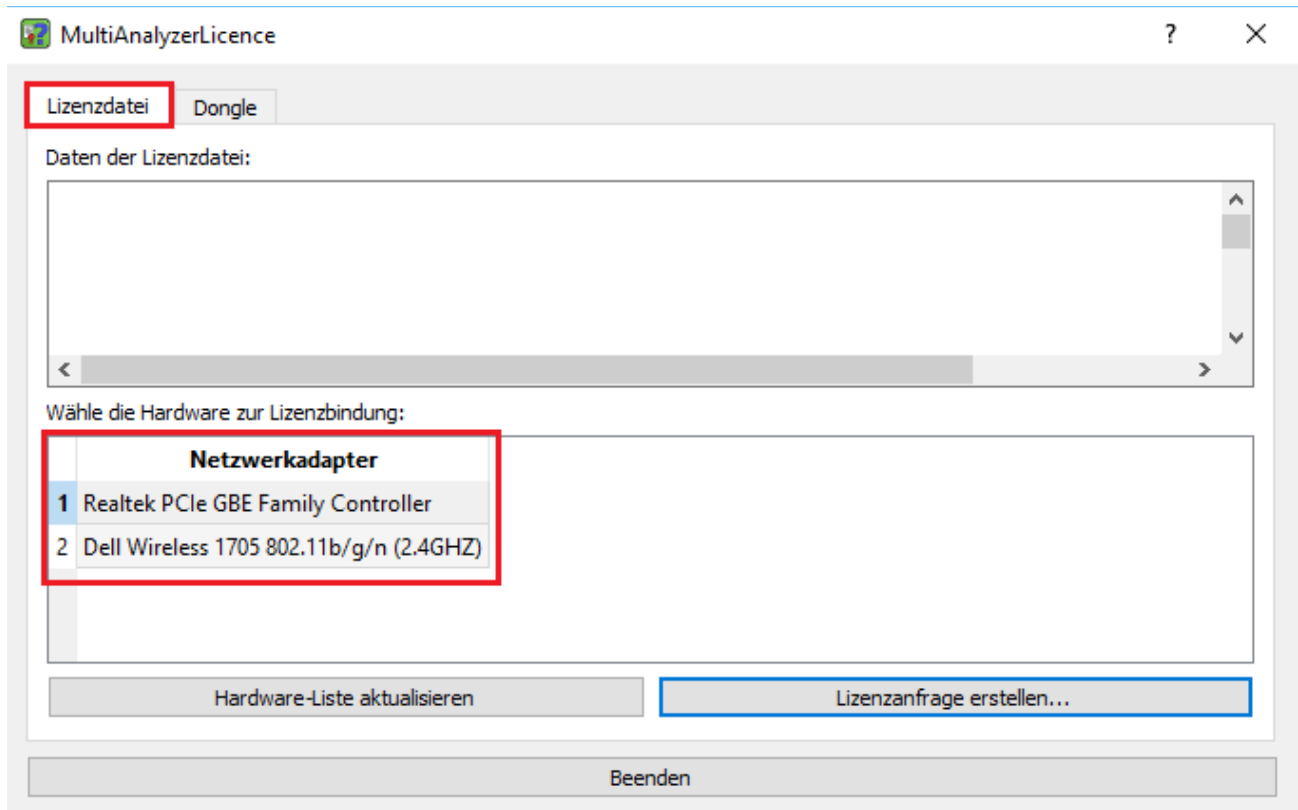 MultiAnalyzerLicence
Lizenzdatei Dongle
Daten der Lizenzdatei:
Wähle die Hardware zur Lizenzbindung:
Netzwerkadapter
1 Realtek PCIe GBE Family Controller
2 Dell Wireless 1705 802.11b/g/n (2.4GHZ)
Hardware-Liste aktualisieren Lizenzanfrage erstellen...
Beenden